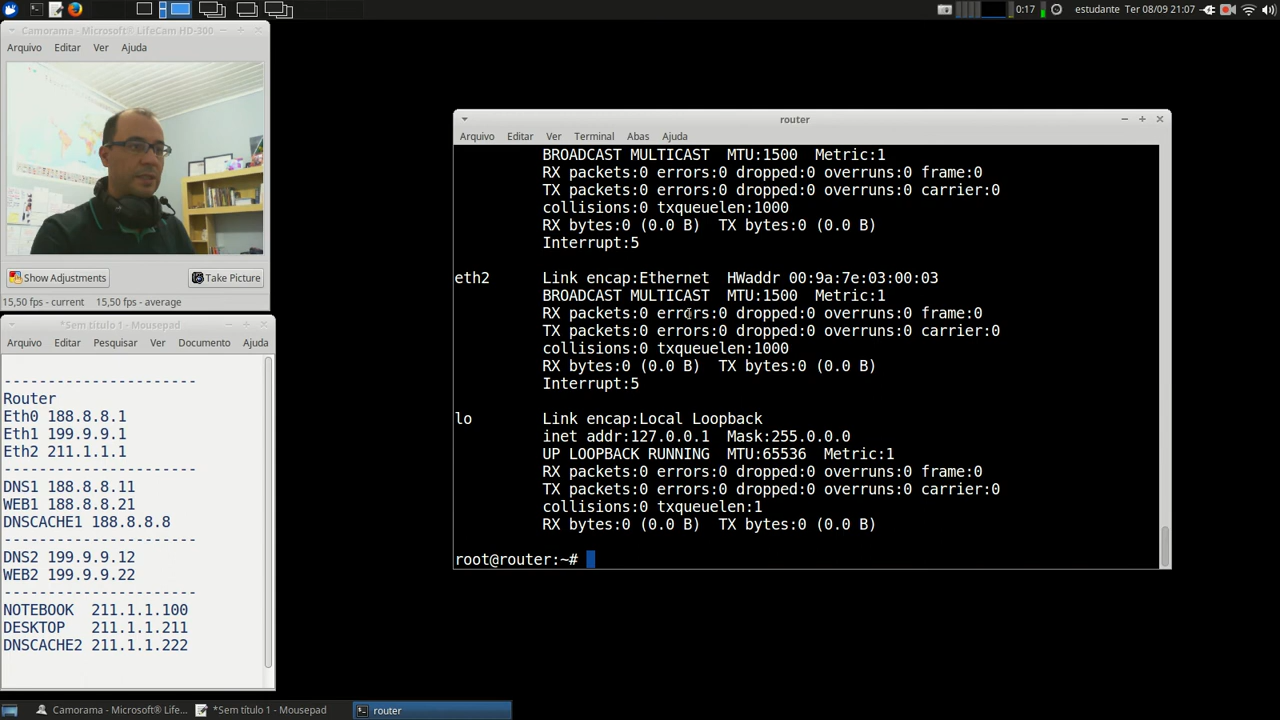 0:17
estudante
Ter 08/09 21:07
Camorama - Microsoft® LifeCam HD-300
Arquivo Editar Ver Ajuda
Show Adjustments
Take Picture
15,50 fps - current 15,50 fps - average
*Sem título 1 - Mousepad
Arquivo Editar Pesquisar Ver Documento Ajuda
----------------------
Router
Eth0 188.8.8.1
Eth1 199.9.9.1
Eth2 211.1.1.1
----------------------
DNS1 188.8.8.11
WEB1 188.8.8.21
DNSCACHE1 188.8.8.8
----------------------
DNS2 199.9.9.12
WEB2 199.9.9.22
----------------------
NOTEBOOK 211.1.1.100
DESKTOP 211.1.1.211
DNSCACHE2 211.1.1.222
router
Arquivo Editar Ver Terminal Abas Ajuda
BROADCAST MULTICAST MTU:1500 Metric:1
RX packets:0 errors:0 dropped:0 overruns:0 frame:0
TX packets:0 errors:0 dropped:0 overruns:0 carrier:0
collisions:0 txqueuelen:1000
RX bytes:0 (0.0 B) TX bytes:0 (0.0 B)
Interrupt:5
eth2 Link encap:Ethernet HWaddr 00:9a:7e:03:00:03
BROADCAST MULTICAST MTU:1500 Metric:1
RX packets:0 errors:0 dropped:0 overruns:0 frame:0
TX packets:0 errors:0 dropped:0 overruns:0 carrier:0
collisions:0 txqueuelen:1000
RX bytes:0 (0.0 B) TX bytes:0 (0.0 B)
Interrupt:5
lo Link encap:Local Loopback
inet addr:127.0.0.1 Mask:255.0.0.0
UP LOOPBACK RUNNING MTU:65536 Metric:1
RX packets:0 errors:0 dropped:0 overruns:0 frame:0
TX packets:0 errors:0 dropped:0 overruns:0 carrier:0
collisions:0 txqueuelen:1
RX bytes:0 (0.0 B) TX bytes:0 (0.0 B)
root@router:~#
Camorama - Microsoft® LifeC...
*Sem título 1 - Mousepad
router